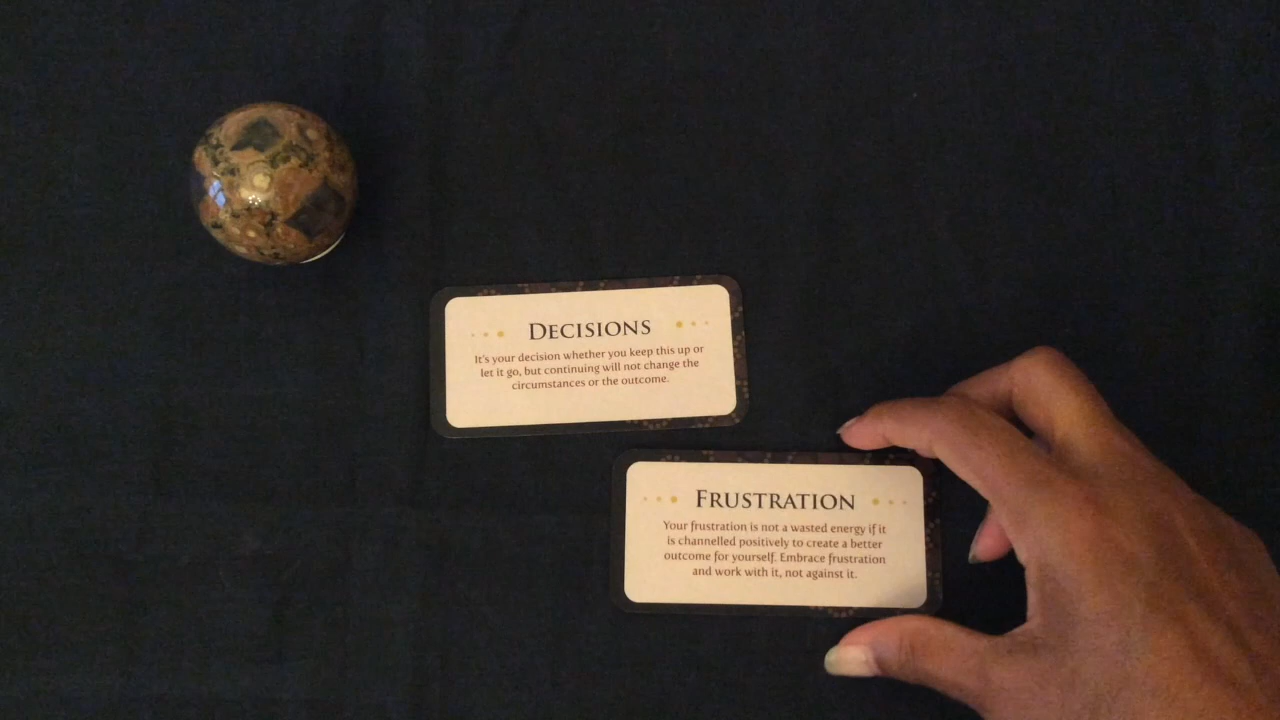 DECISIONS
It's your decision whether you keep this up or
let it go, but continuing will not change the
circumstances or the outcome.
FRUSTRATION
Your frustration is not a wasted energy if it
is channelled positively to create a better
outcome for yourself. Embrace frustration
and work with it, not against it.